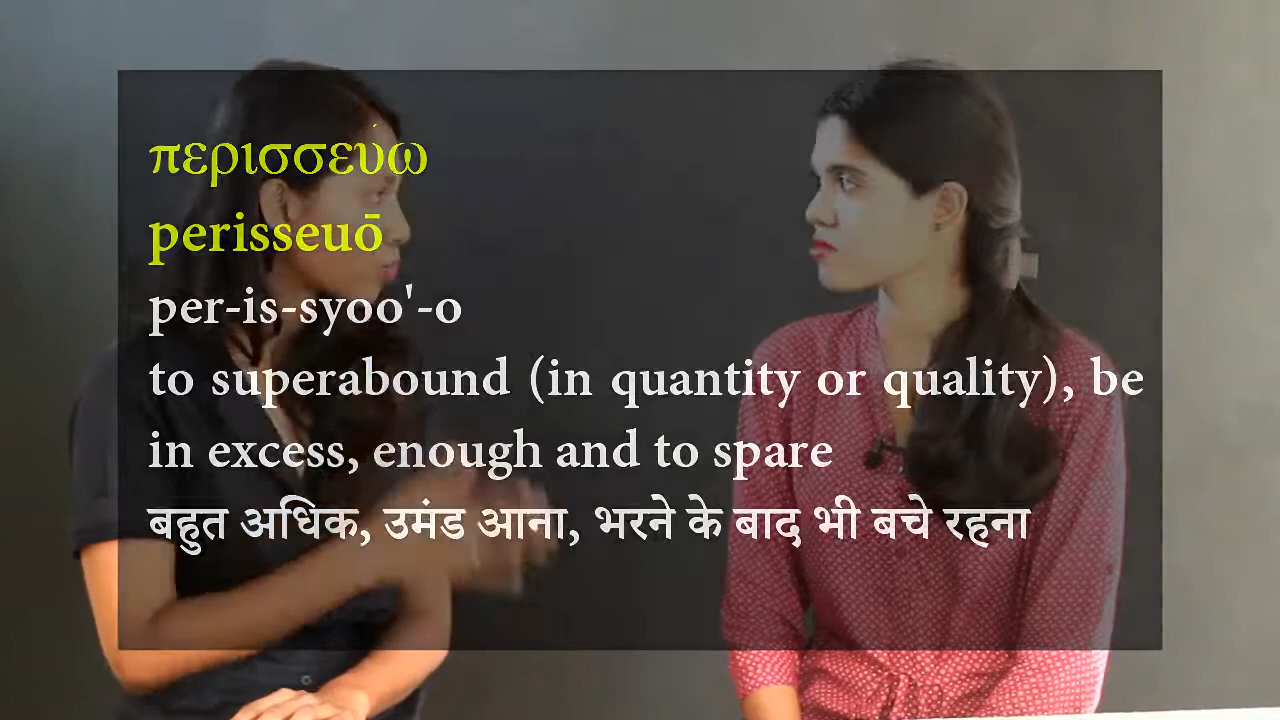 περισσεύω
perisseuō
per-is-syoo'-o
to superabound (in quantity or quality), be
in excess, enough and to spare
बहुत अधिक, उमंड आना, भरने के बाद भी बचे रहना